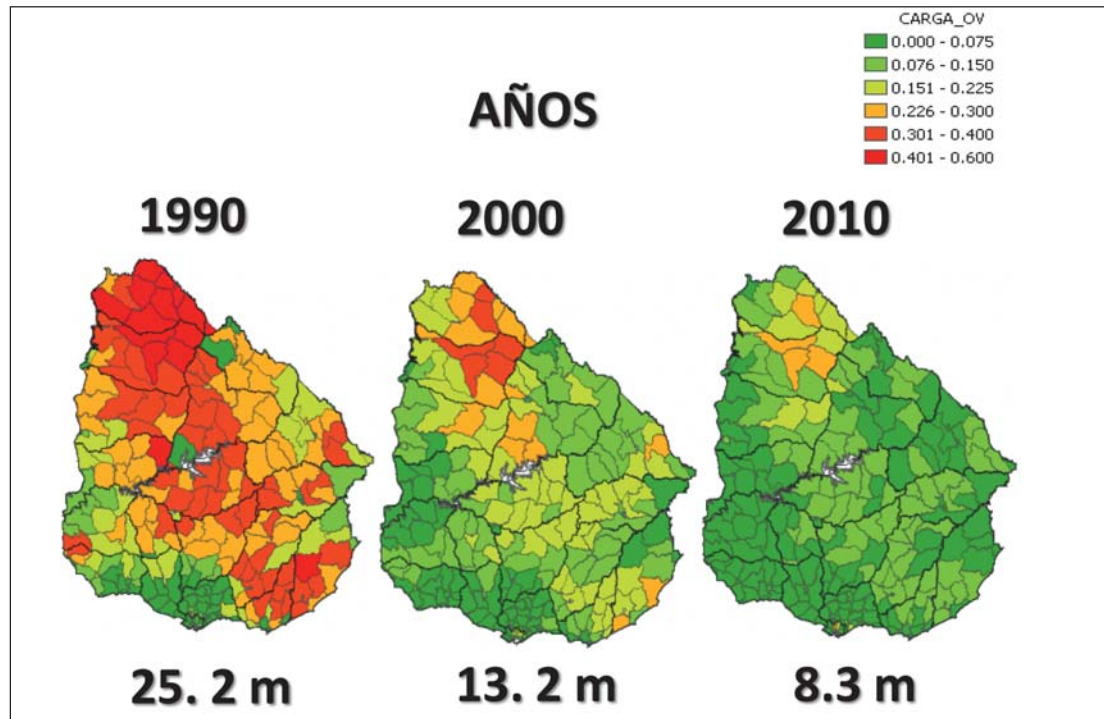 CARGA_OV
0.000 - 0.075
0.076 - 0.150
0.151 - 0.225
0.226 - 0.300
0.301 - 0.400
0.401 - 0.600
AÑOS
1990
2000
2010
25. 2 m
13. 2 m
8.3 m